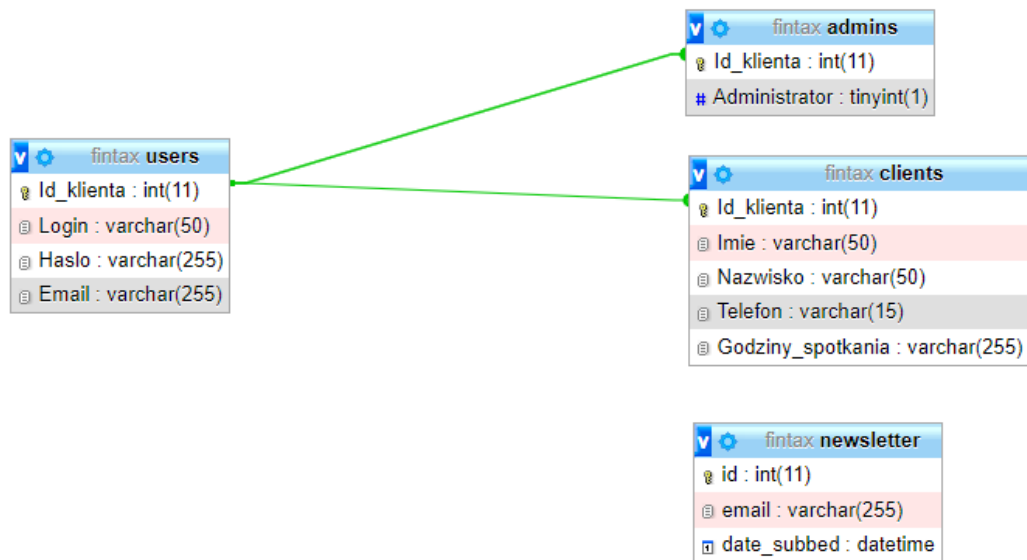 fintax users
Id_klienta : int(11)
Login : varchar(50)
Haslo : varchar(255)
Email : varchar(255)
fintax admins
Id_klienta : int(11)
# Administrator : tinyint(1)
fintax clients
Id_klienta : int(11)
Imie : varchar(50)
Nazwisko : varchar(50)
Telefon : varchar(15)
Godziny_spotkania : varchar(255)
fintax newsletter
id : int(11)
email : varchar(255)
date_subbed : datetime